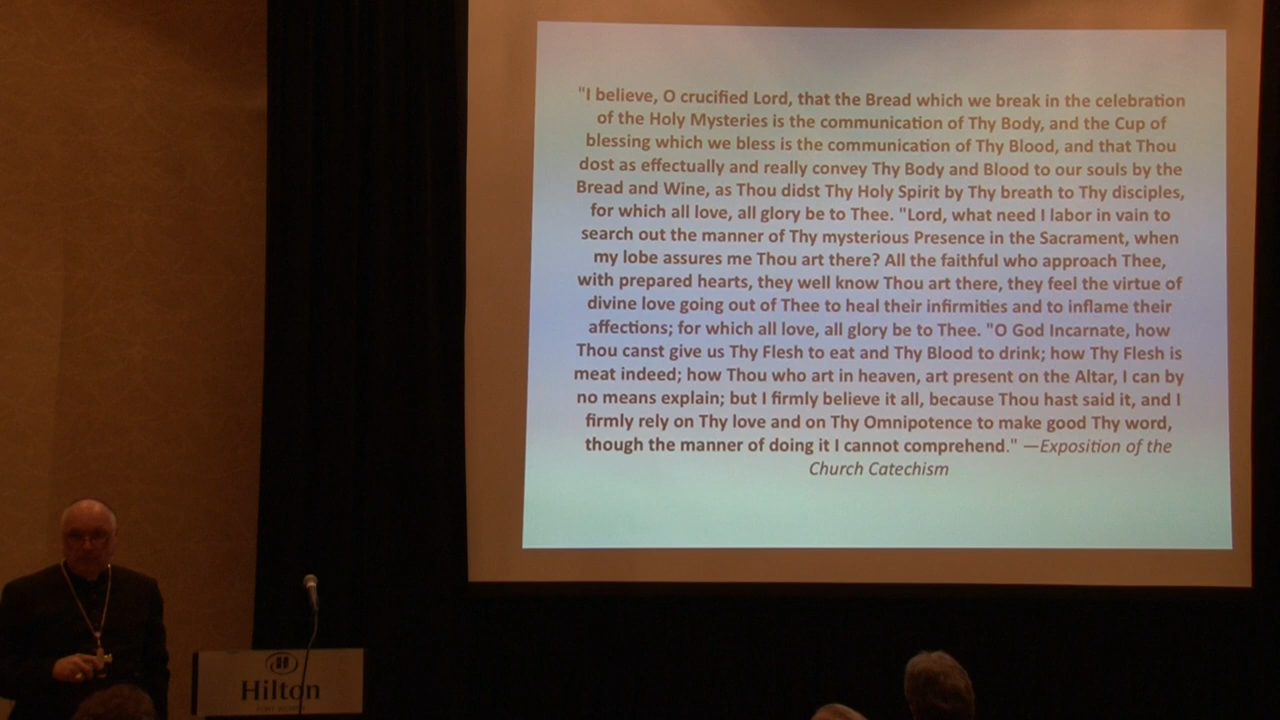 "I believe, O crucified Lord, that the Bread which we break in the celebration
of the Holy Mysteries is the communication of Thy Body, and the Cup of
blessing which we bless is the communication of Thy Blood, and that Thou
dost as effectually and really convey Thy Body and Blood to our souls by the
Bread and Wine, as Thou didst Thy Holy Spirit by Thy breath to Thy disciples,
for which all love, all glory be to Thee. "Lord, what need I labor in vain to
search out the manner of Thy mysterious Presence in the Sacrament, when
my lobe assures me Thou art there? All the faithful who approach Thee,
with prepared hearts, they well know Thou art there, they feel the virtue of
divine love going out of Thee to heal their infirmities and to inflame their
affections; for which all love, all glory be to Thee. "O God Incarnate, how
Thou canst give us Thy Flesh to eat and Thy Blood to drink; how Thy Flesh is
meat indeed; how Thou who art in heaven, art present on the Altar, I can by
no means explain; but I firmly believe it all, because Thou hast said it, and I
firmly rely on Thy love and on Thy Omnipotence to make good Thy word,
though the manner of doing it I cannot comprehend." —Exposition of the
Church Catechism
H
Hilton